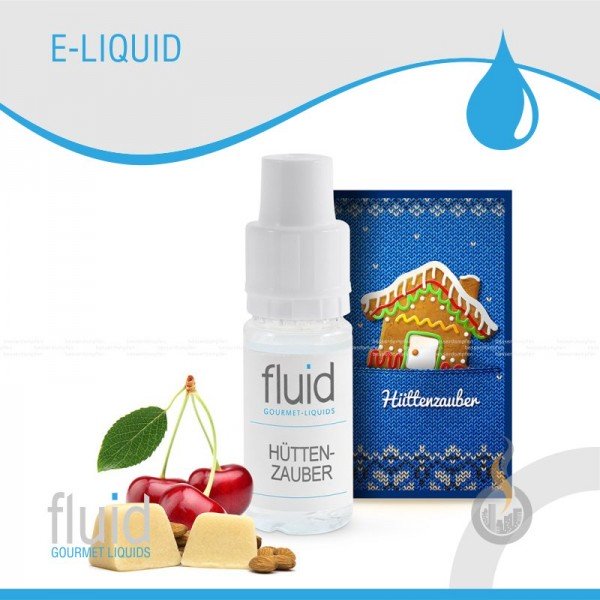 E-LIQUID
fluid
GOURMET-LIQUIDS
HÜTTEN-
ZAUBER
Hüttenzauber
fluid
GOURMET LIQUIDS